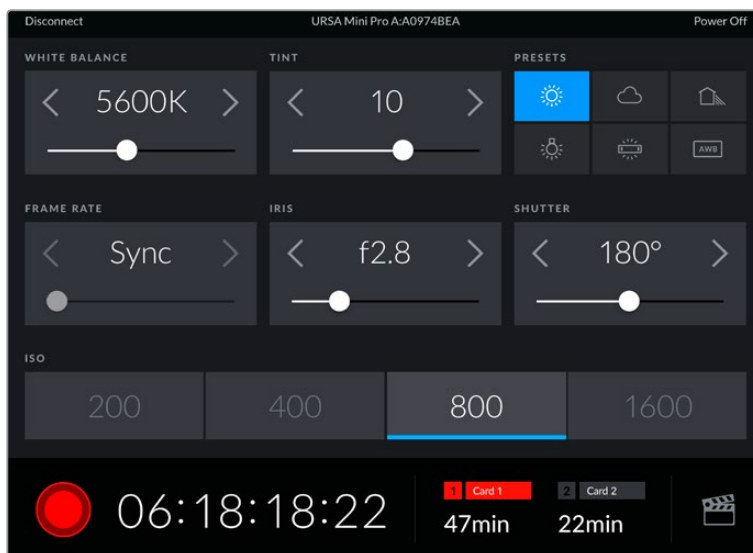 Disconnect URSA Mini Pro A:A0974BEA Power Off
WHITE BALANCE TINT PRESETS
5600K 10
AWB
FRAME RATE IRIS SHUTTER
Sync f2.8 180°
ISO
200 400 800 1600
06:18:18:22
1 Card 1 2 Card 2
47min 22min